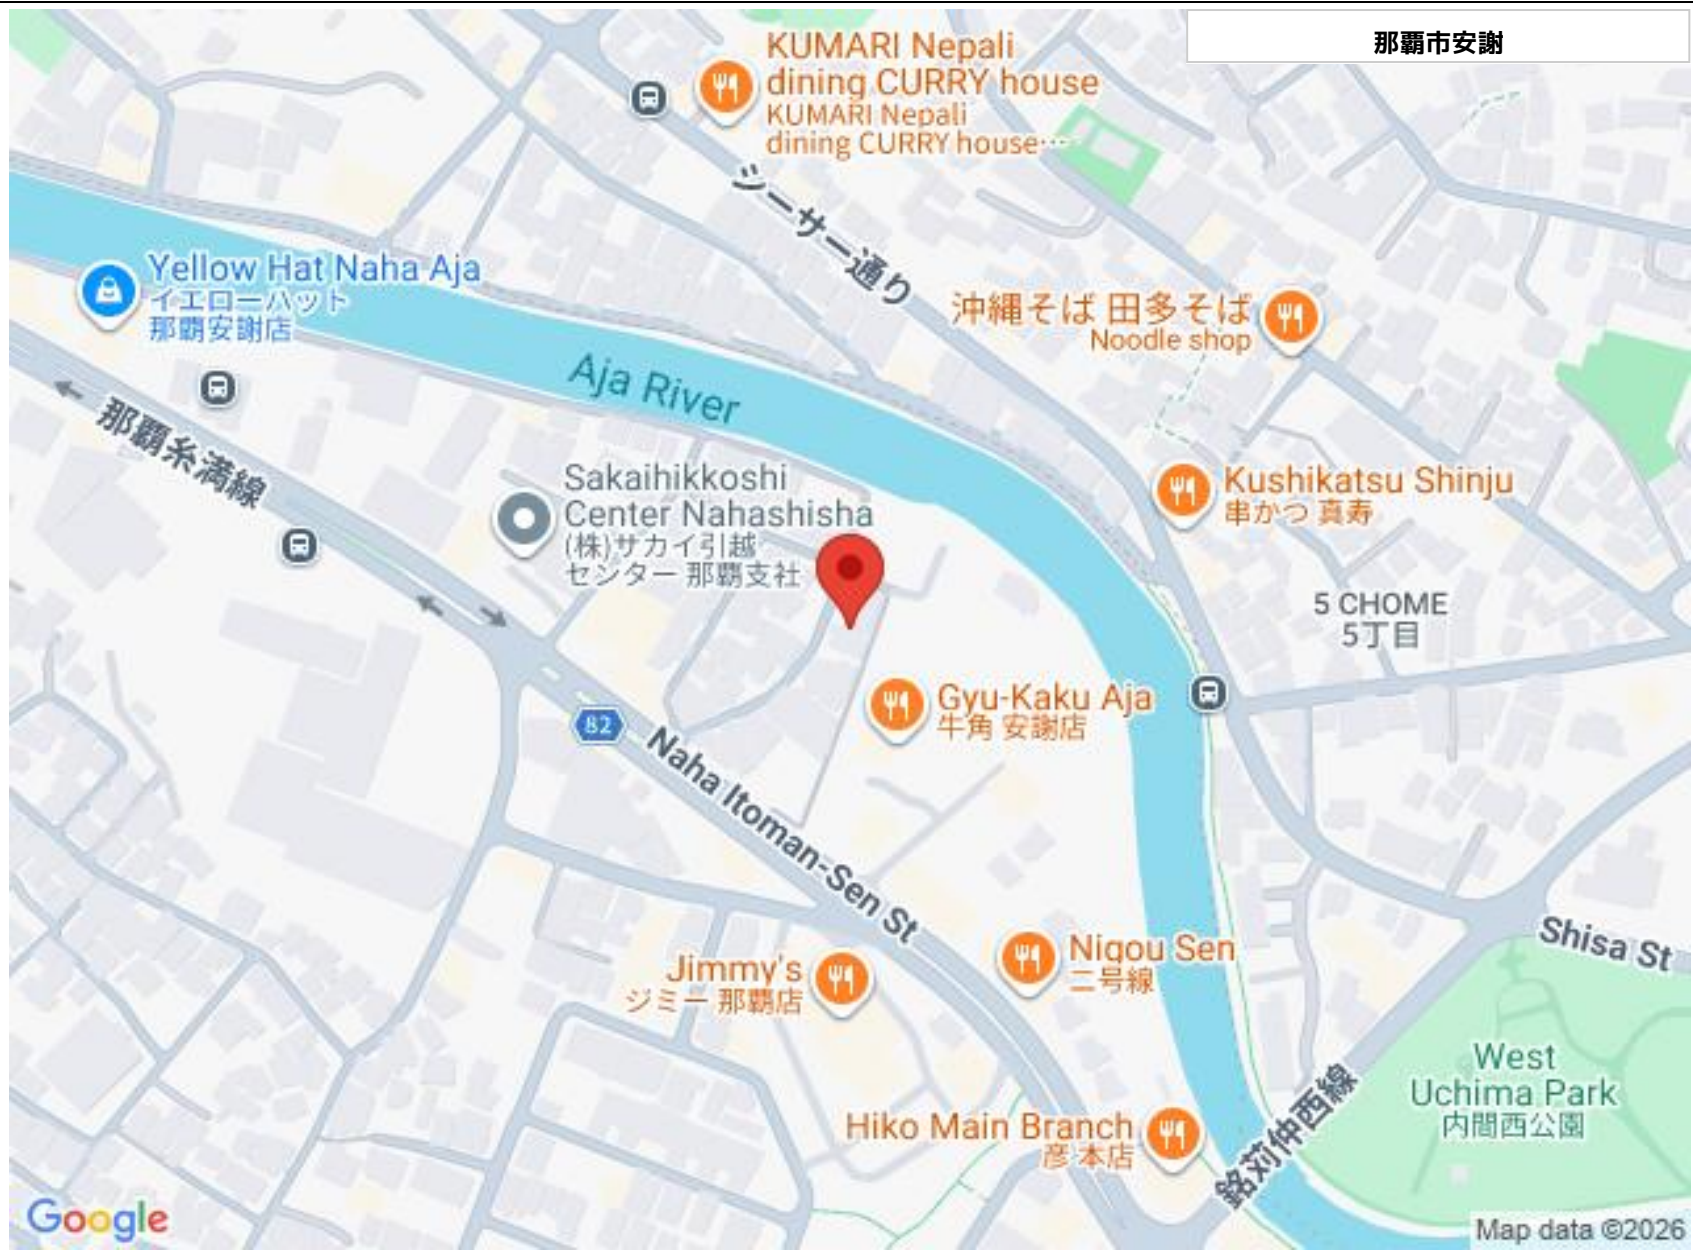 那覇市安謝
KUMARI Nepali
dining CURRY house
KUMARI Nepali
dining CURRY house…
シーサー通り
Yellow Hat Naha Aja
イエローハット
那覇安謝店
沖縄そば 田多そば
Noodle shop
Aja River
那覇糸満線
Sakaihikkoshi
Center Nahashisha
(株)サカイ引越
センター 那覇支社
Kushikatsu Shinju
串かつ 真寿
5 CHOME
5丁目
Gyu-Kaku Aja
牛角 安謝店
82
Naha Itoman-Sen St
Shisa St
Jimmy's
ジミー 那覇店
Nigou Sen
二号線
West
Uchima Park
内間西公園
Hiko Main Branch
彦 本店
銘苅仲西線
Google
Map data ©2026